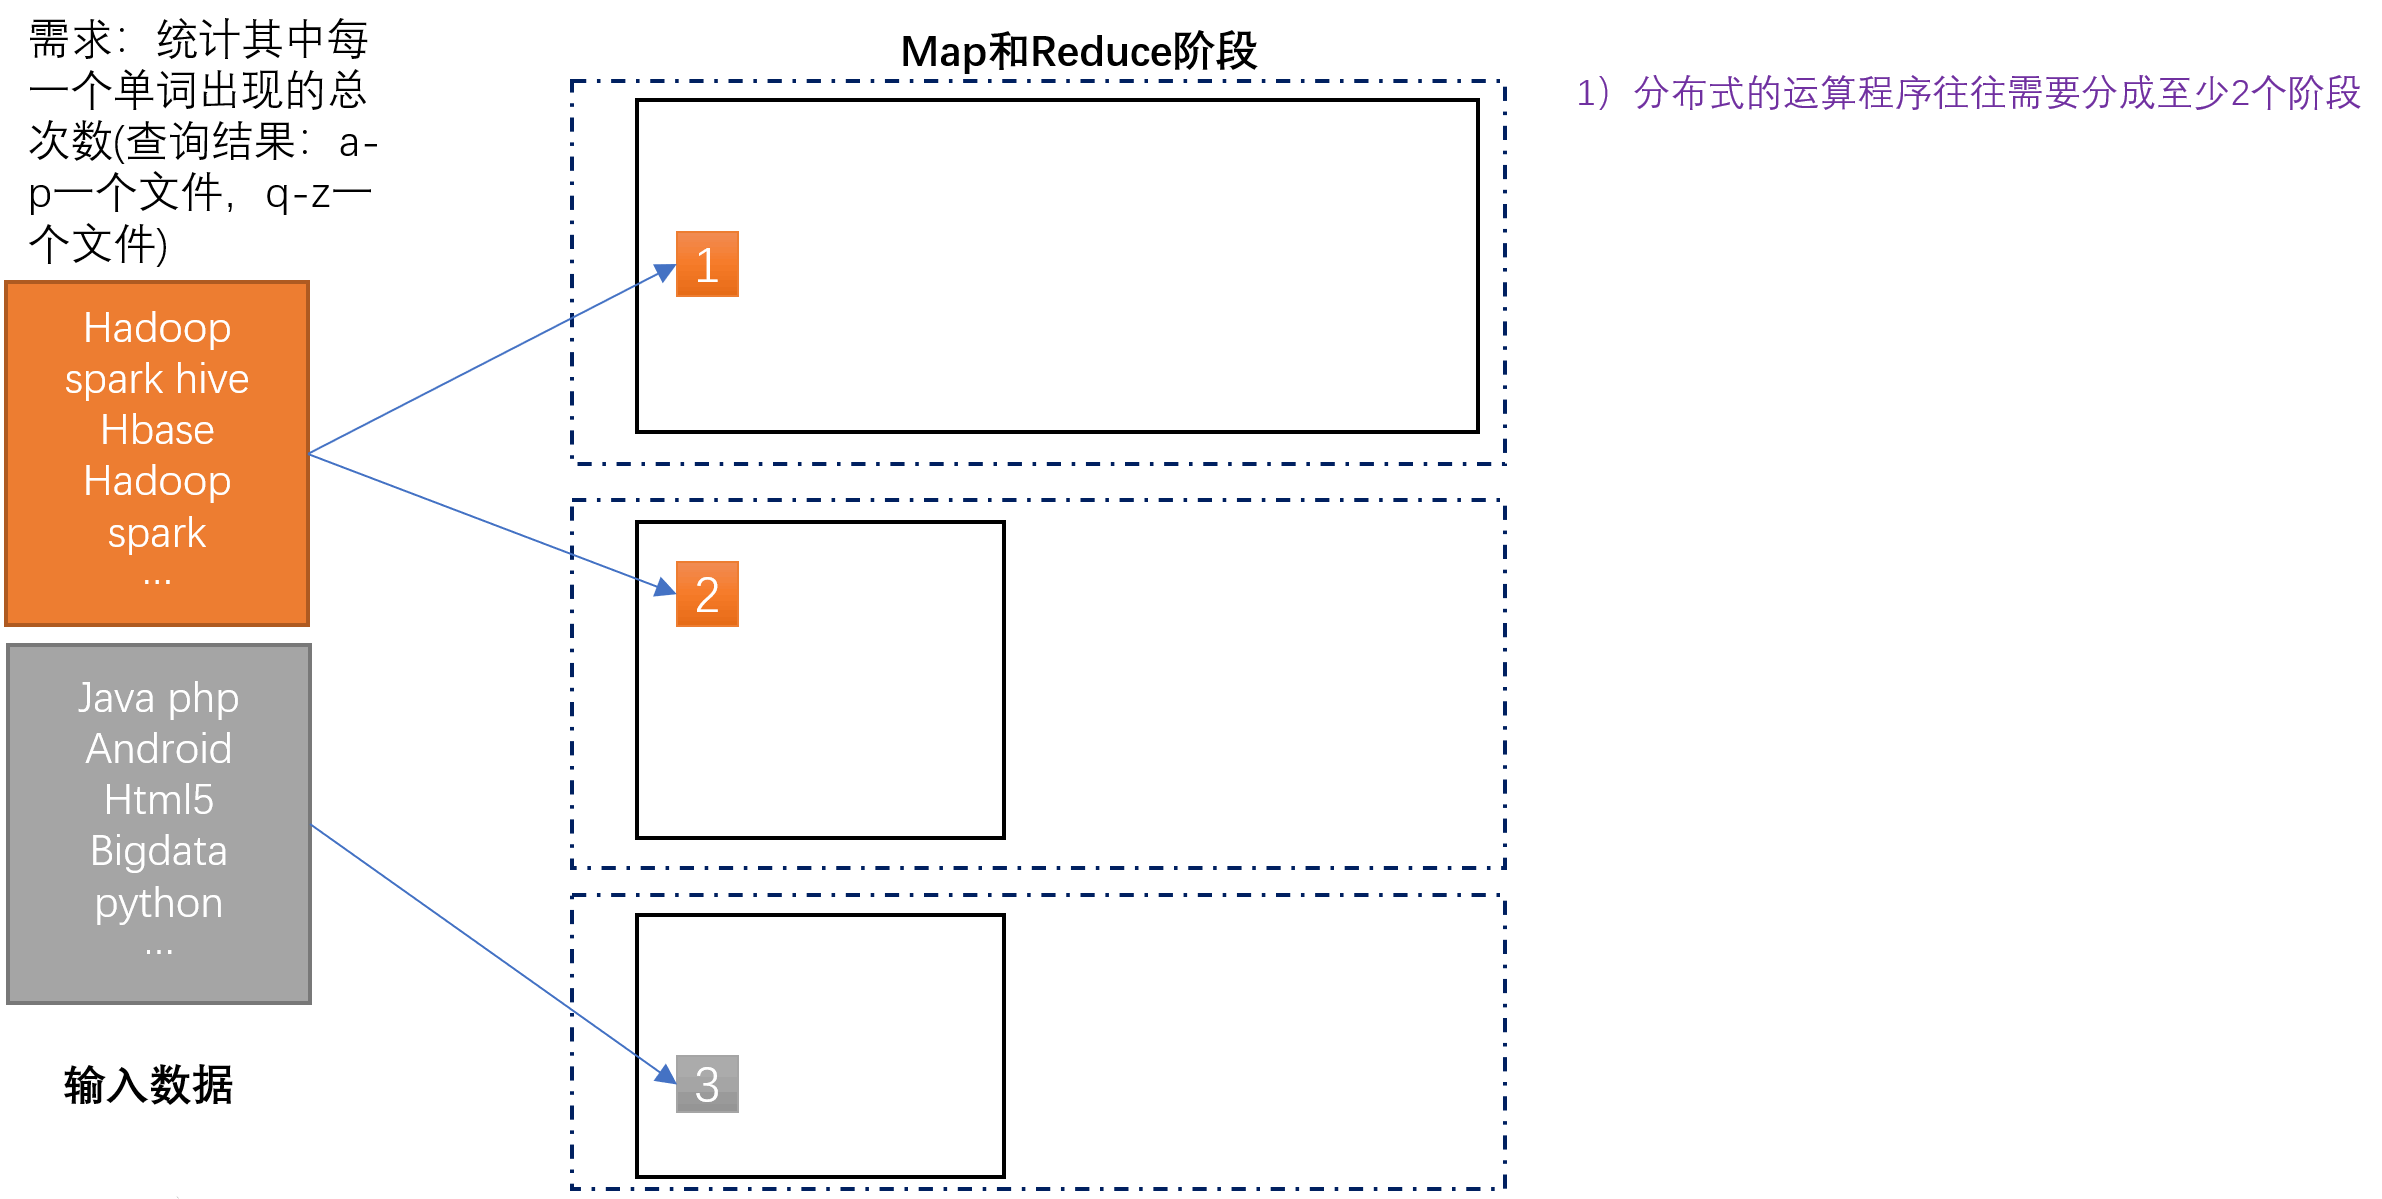 需求：统计其中每
一个单词出现的总
次数(查询结果：a-
p一个文件，q-z一
个文件)
Map和Reduce阶段
1）分布式的运算程序往往需要分成至少2个阶段
Hadoop
spark hive
Hbase
Hadoop
spark
...
Java php
Android
Html5
Bigdata
python
...
输入数据
1
2
3